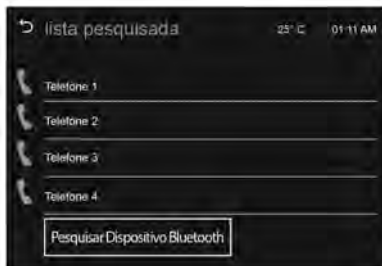 lista pesquisada 25° C 01:11 AM
Telefone 1
Telefone 2
Telefone 3
Telefone 4
Pesquisar Dispositivo Bluetooth